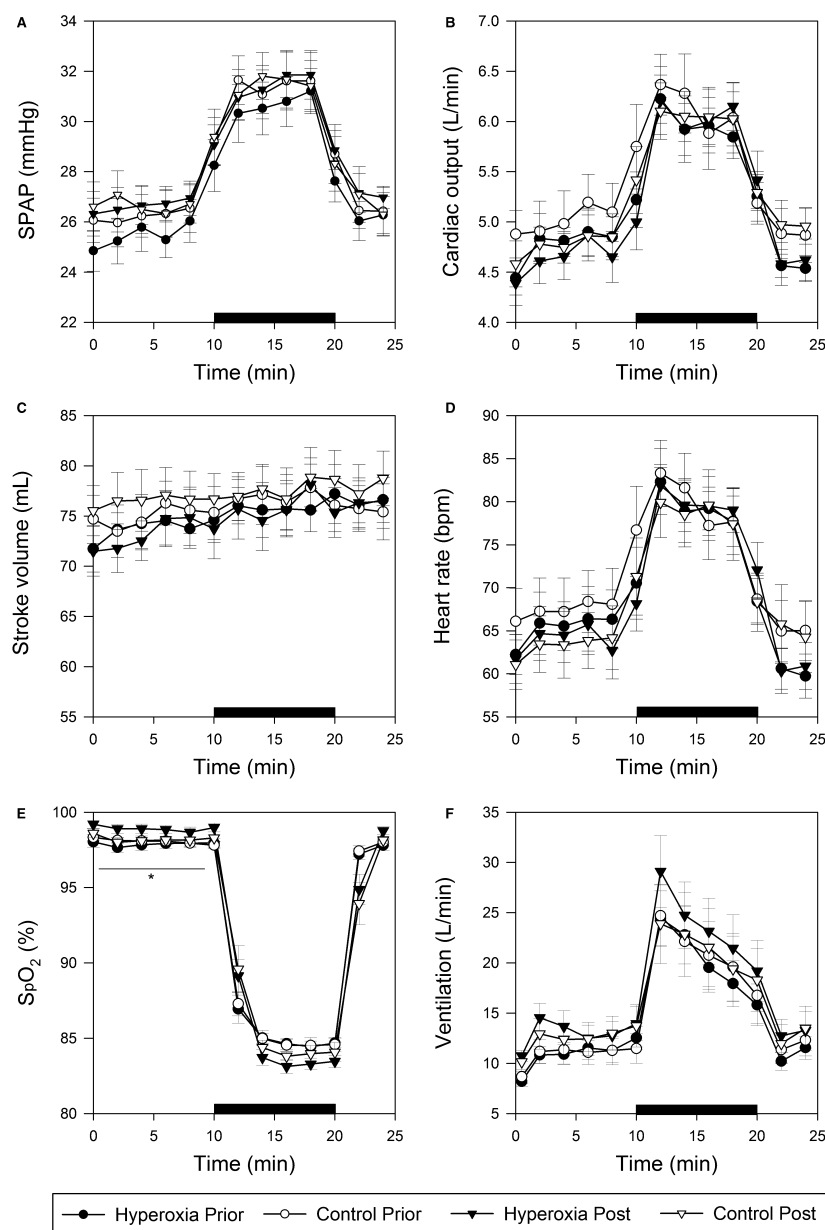 A
SPAP (mmHg)
34
32
30
28
26
24
22
0 5 10 15 20 25
Time (min)
B
Cardiac output (L/min)
7.0
6.5
6.0
5.5
5.0
4.5
4.0
0 5 10 15 20 25
Time (min)
C
Stroke volume (mL)
85
80
75
70
65
60
55
0 5 10 15 20 25
Time (min)
D
Heart rate (bpm)
90
85
80
75
70
65
60
55
0 5 10 15 20 25
Time (min)
E
SpO2 (%)
100
95
90
85
80
*
0 5 10 15 20 25
Time (min)
F
Ventilation (L/min)
35
30
25
20
15
10
5
0 5 10 15 20 25
Time (min)
Hyperoxia Prior Control Prior Hyperoxia Post Control Post